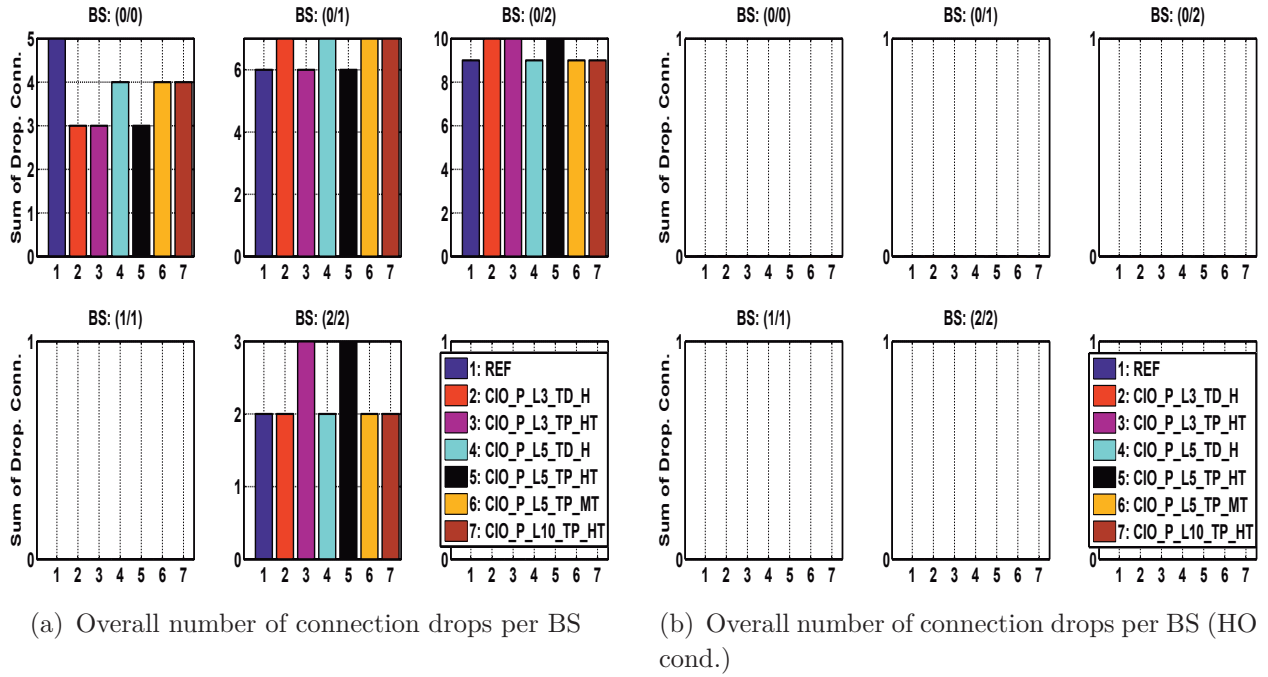 BS: (0/0)
BS: (0/1)
BS: (0/2)
Sum of Drop. Conn.
5
4
3
2
1
0
1 2 3 4 5 6 7
6
4
2
0
1 2 3 4 5 6 7
10
8
6
4
2
0
1 2 3 4 5 6 7
BS: (1/1)
BS: (2/2)
Sum of Drop. Conn.
1
0
1 2 3 4 5 6 7
3
2
1
0
1 2 3 4 5 6 7
1
0
1: REF
2: CIO_P_L3_TD_H
3: CIO_P_L3_TP_HT
4: CIO_P_L5_TD_H
5: CIO_P_L5_TP_HT
6: CIO_P_L5_TP_MT
7: CIO_P_L10_TP_HT
1 2 3 4 5 6 7
(a) Overall number of connection drops per BS
BS: (0/0)
BS: (0/1)
BS: (0/2)
Sum of Drop. Conn.
1
0
1 2 3 4 5 6 7
1
0
1 2 3 4 5 6 7
1
0
1 2 3 4 5 6 7
BS: (1/1)
BS: (2/2)
Sum of Drop. Conn.
1
0
1 2 3 4 5 6 7
1
0
1 2 3 4 5 6 7
1
0
1: REF
2: CIO_P_L3_TD_H
3: CIO_P_L3_TP_HT
4: CIO_P_L5_TD_H
5: CIO_P_L5_TP_HT
6: CIO_P_L5_TP_MT
7: CIO_P_L10_TP_HT
1 2 3 4 5 6 7
(b) Overall number of connection drops per BS (HO
cond.)